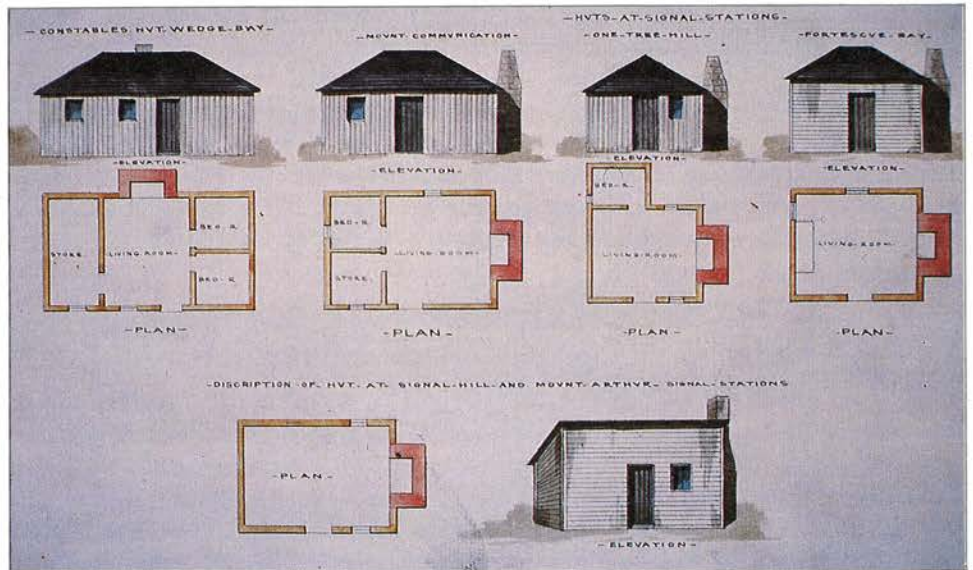 -CONSTABLES.HVT.WEDGE-BAY-
-MOUNT.COMMUNICATION-
-HVTS-AT-SIGNAL-STATIONS-
-ONE-TREE-HILL-
-FORTESCVE-BAY-
-ELEVATION-
-ELEVATION-
-ELEVATION-
-ELEVATION-
STORE
LIVING-ROOM-
BED-R
BED-R
BED-R
STORE
LIVING-ROOM-
BED-R
LIVING-ROOM-
LIVING-ROOM-
-PLAN-
-PLAN-
-PLAN-
-PLAN-
-DISCRIPTION-OF-HVT-AT-SIGNAL-HILL-AND-MOVNT-ARTHVR-SIGNAL-STATIONS
-PLAN-
-ELEVATION-